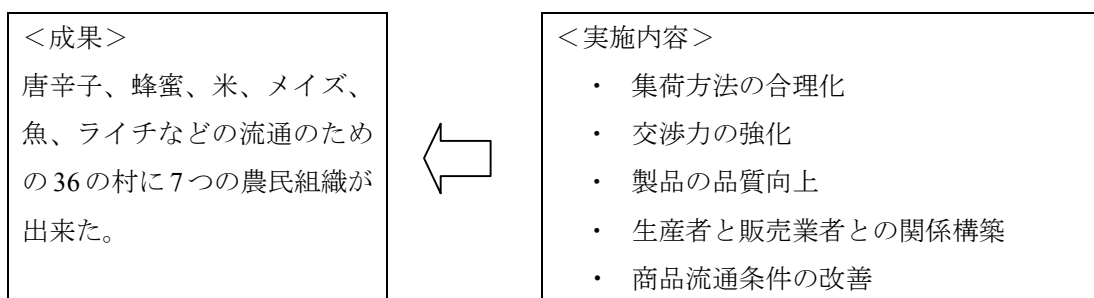 ＜成果＞
唐辛子、蜂蜜、米、メイズ、
魚、ライチなどの流通のため
の 36 の村に 7 つの農民組織が
出来た。
＜実施内容＞
・ 集荷方法の合理化
・ 交渉力の強化
・ 製品の品質向上
・ 生産者と販売業者との関係構築
・ 商品流通条件の改善